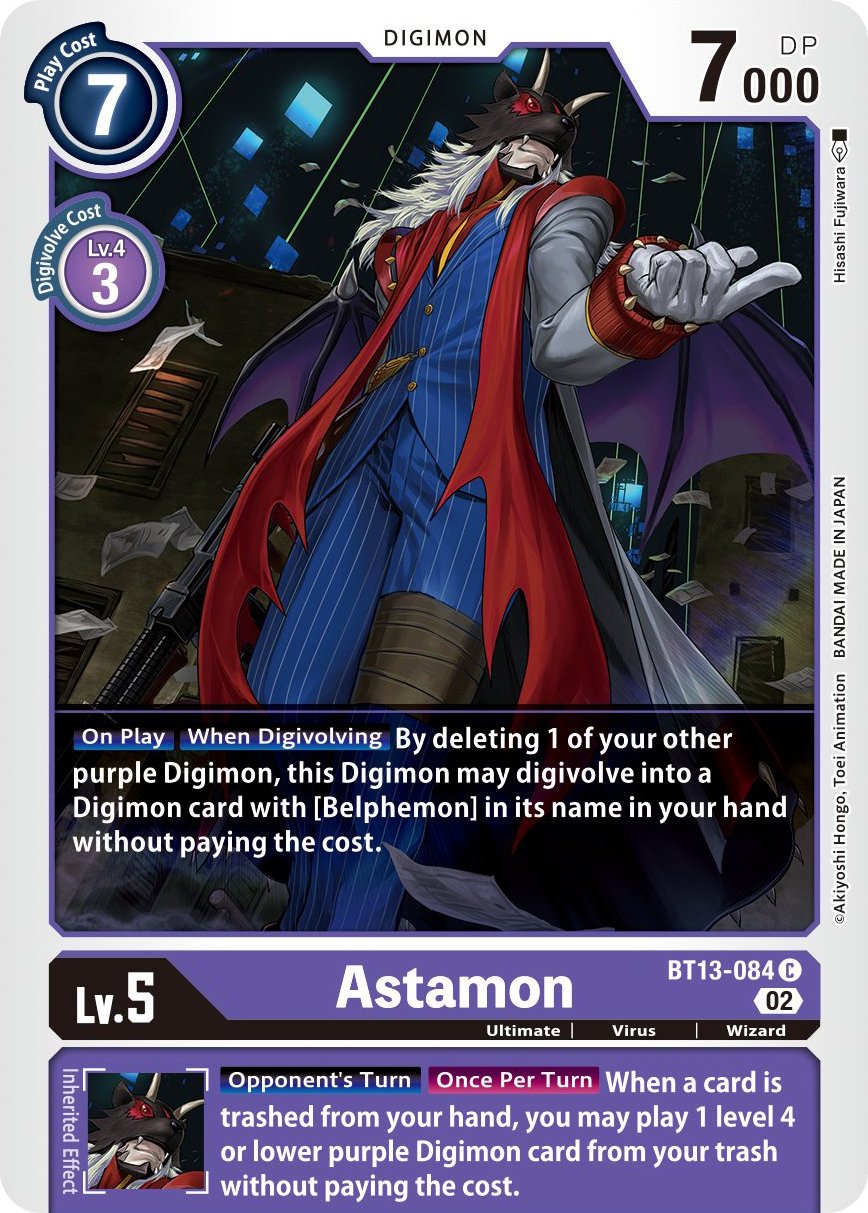 DIGIMON
Play Cost
7
7000
DP
Digivolve Cost
Lv.4
3
Hisashi Fujiwara
BANDAI MADE IN JAPAN
©Akiyoshi Hongo, Toei Animation
On Play When Digivolving By deleting 1 of your other
purple Digimon, this Digimon may digivolve into a
Digimon card with [Belphemon] in its name in your hand
without paying the cost.
Lv.5
Astamon
BT13-084 C
02
Ultimate | Virus | Wizard
Inherited Effect
Opponent's Turn Once Per Turn When a card is
trashed from your hand, you may play 1 level 4
or lower purple Digimon card from your trash
without paying the cost.